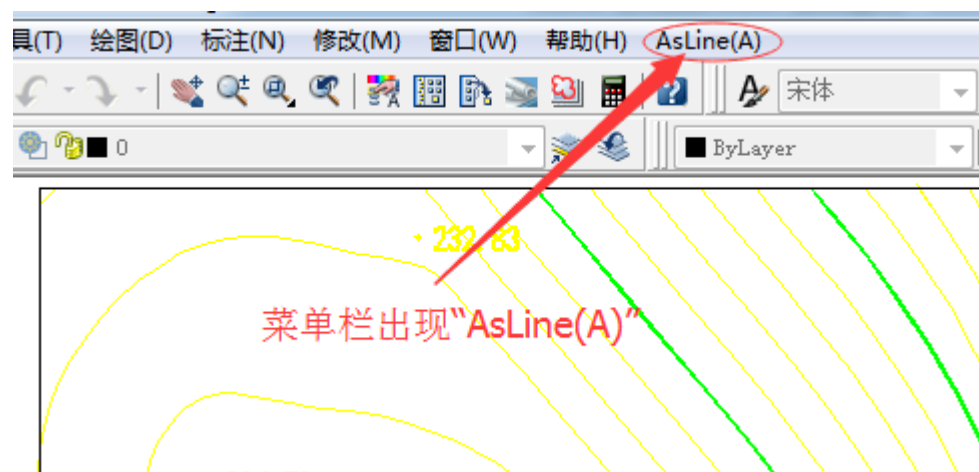 具(T) 绘图(D) 标注(N) 修改(M) 窗口(W) 帮助(H) AsLine(A)
宋体
0 ByLayer
232.83
菜单栏出现“AsLine(A)”